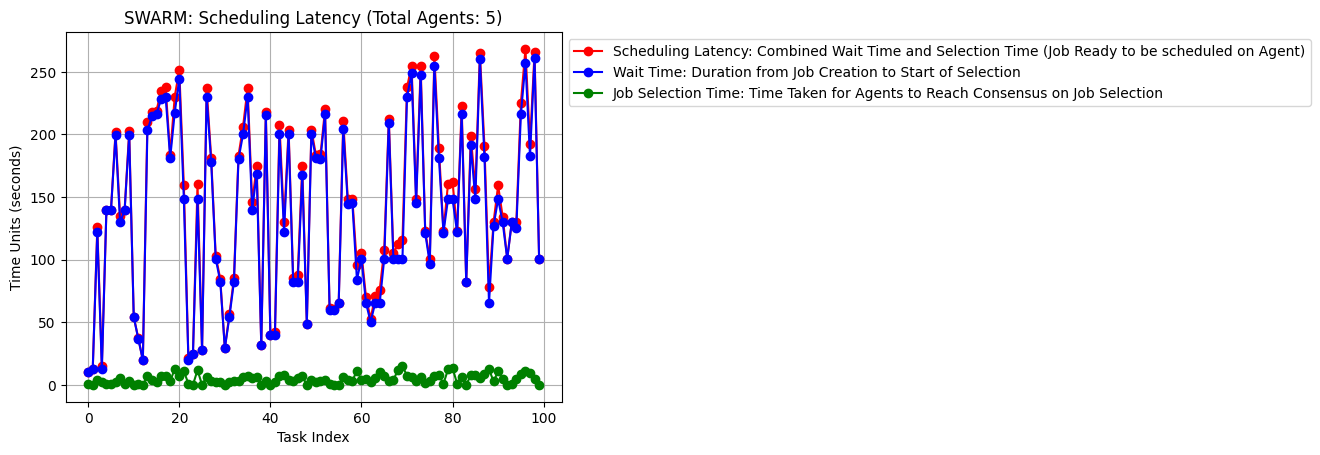 SWARM: Scheduling Latency (Total Agents: 5)
Scheduling Latency: Combined Wait Time and Selection Time (Job Ready to be scheduled on Agent)
Wait Time: Duration from Job Creation to Start of Selection
Job Selection Time: Time Taken for Agents to Reach Consensus on Job Selection
Time Units (seconds)
250
200
150
100
50
0
0 20 40 60 80 100
Task Index